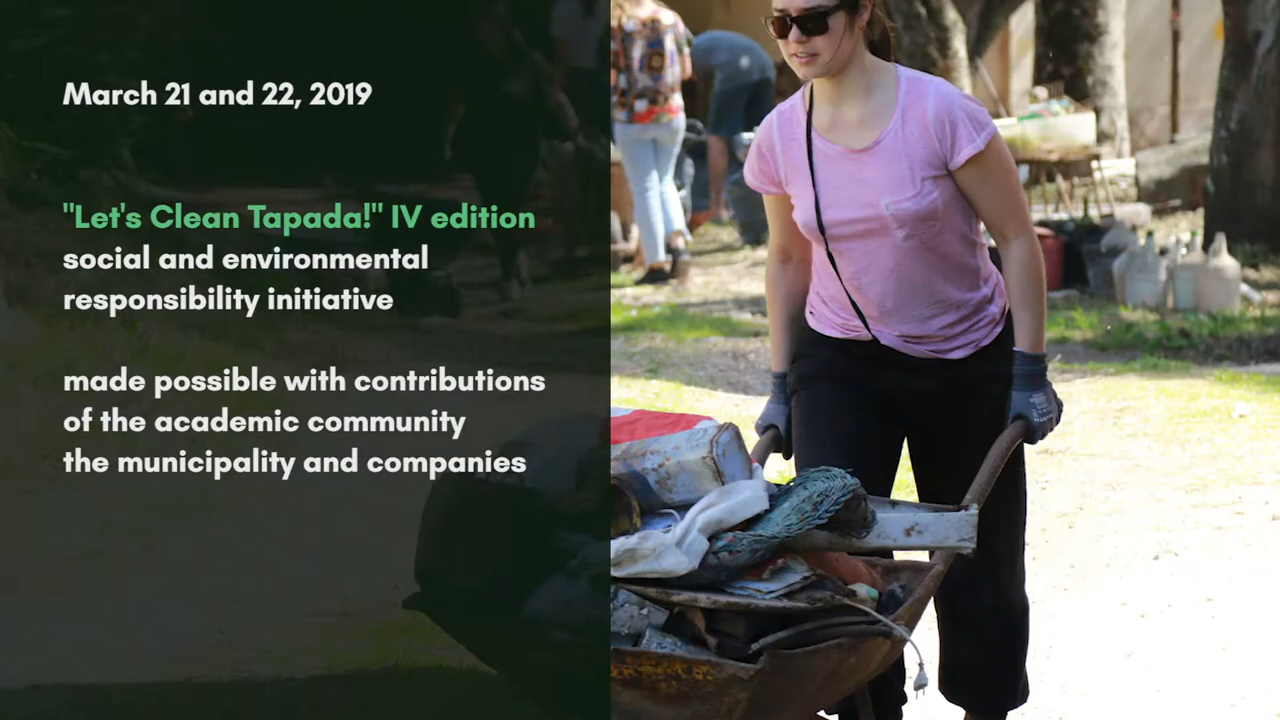 March 21 and 22, 2019
"Let's Clean Tapada!" IV edition
social and environmental
responsibility initiative
made possible with contributions
of the academic community
the municipality and companies